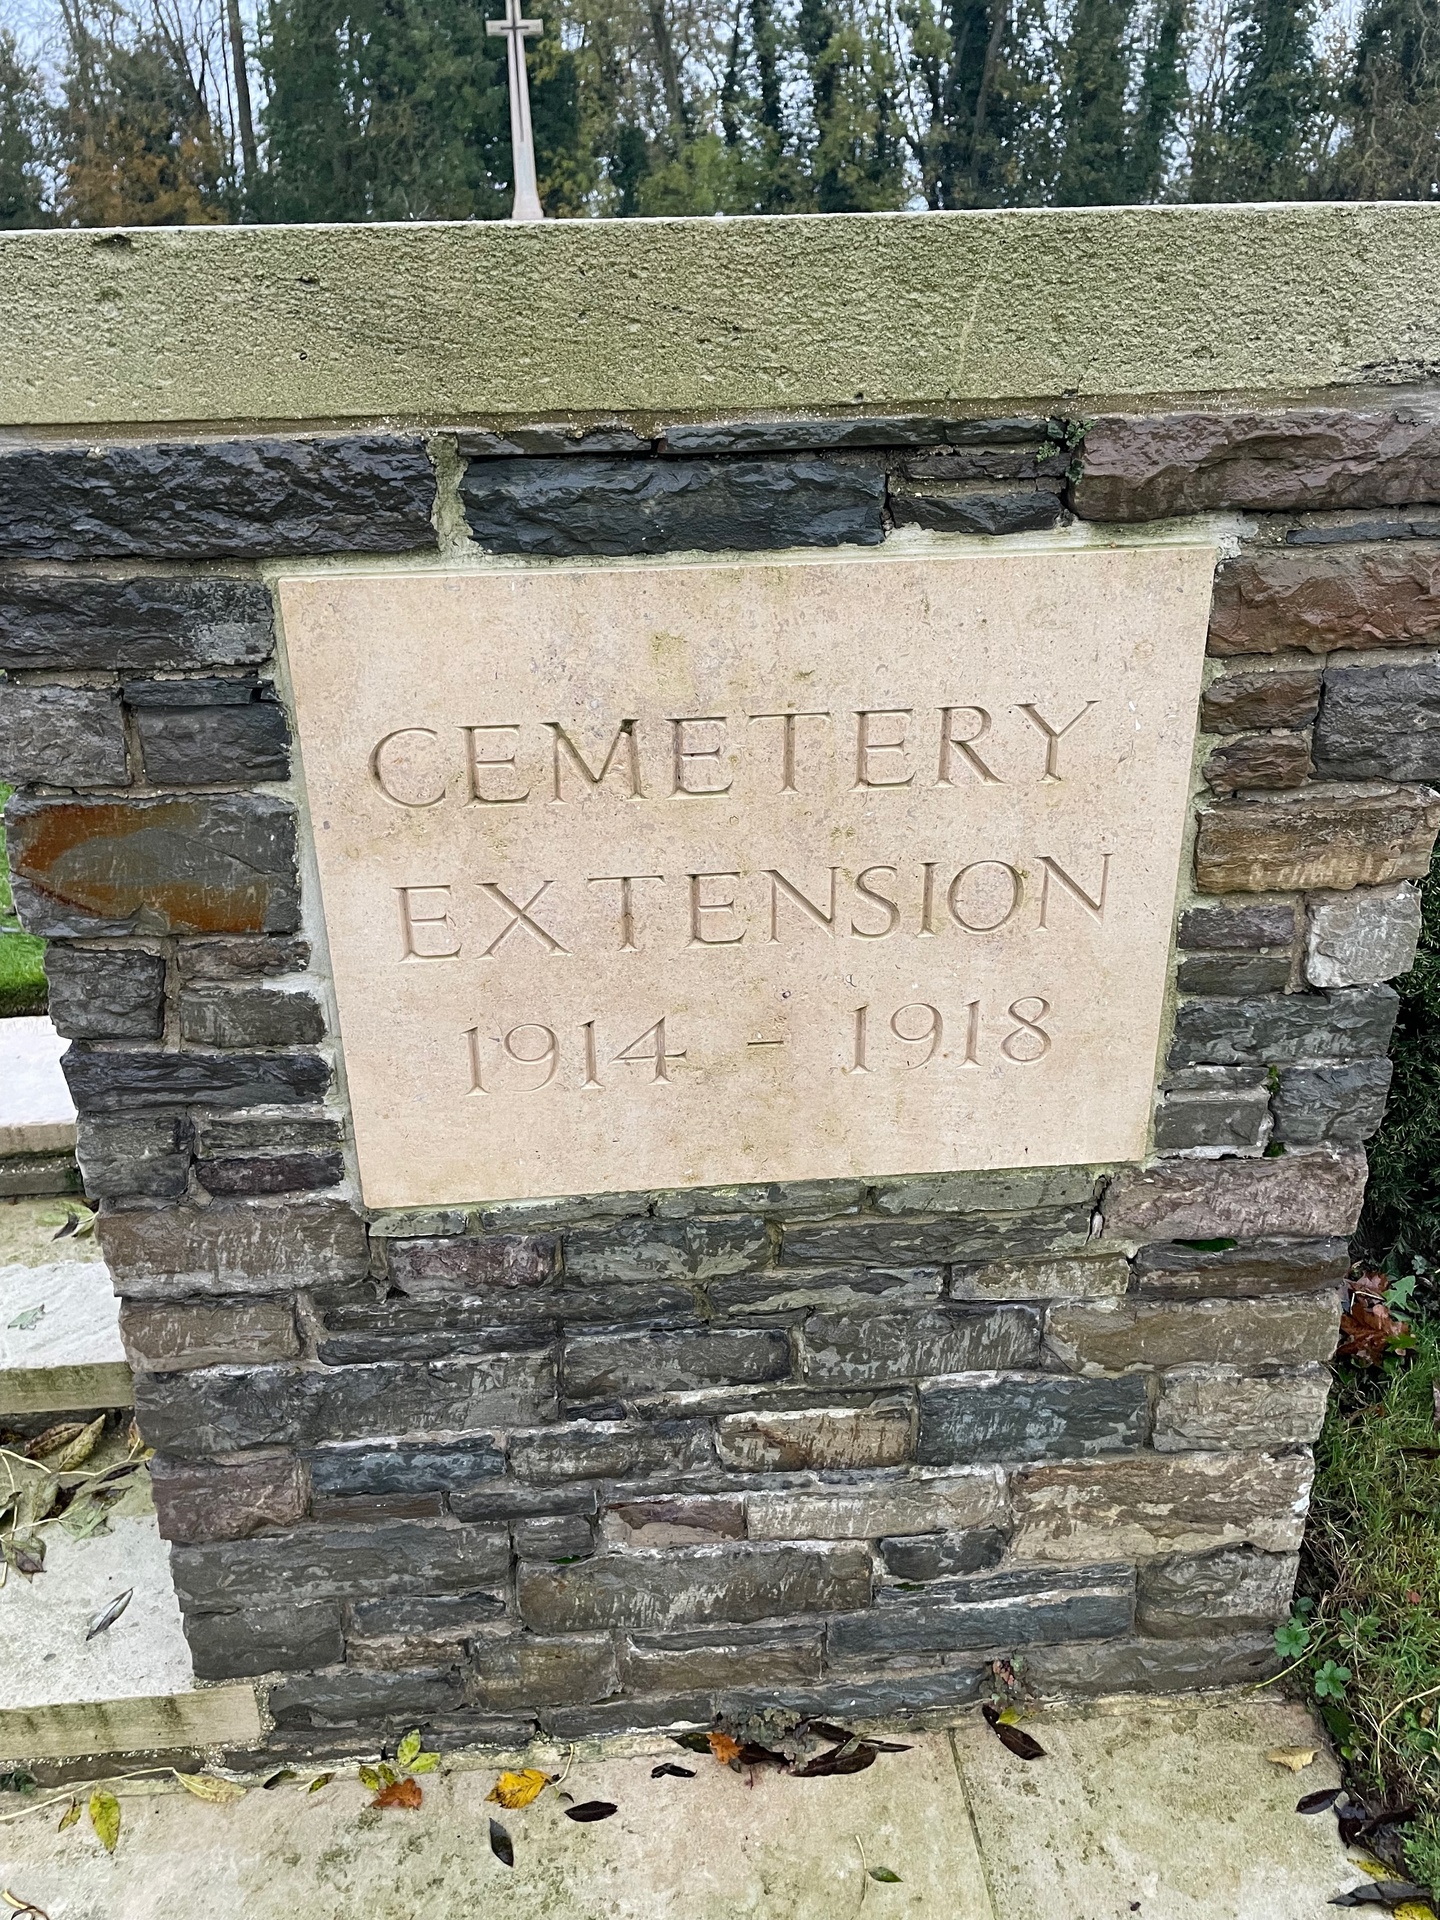 CEMETERY
EXTENSION
1914 - 1918